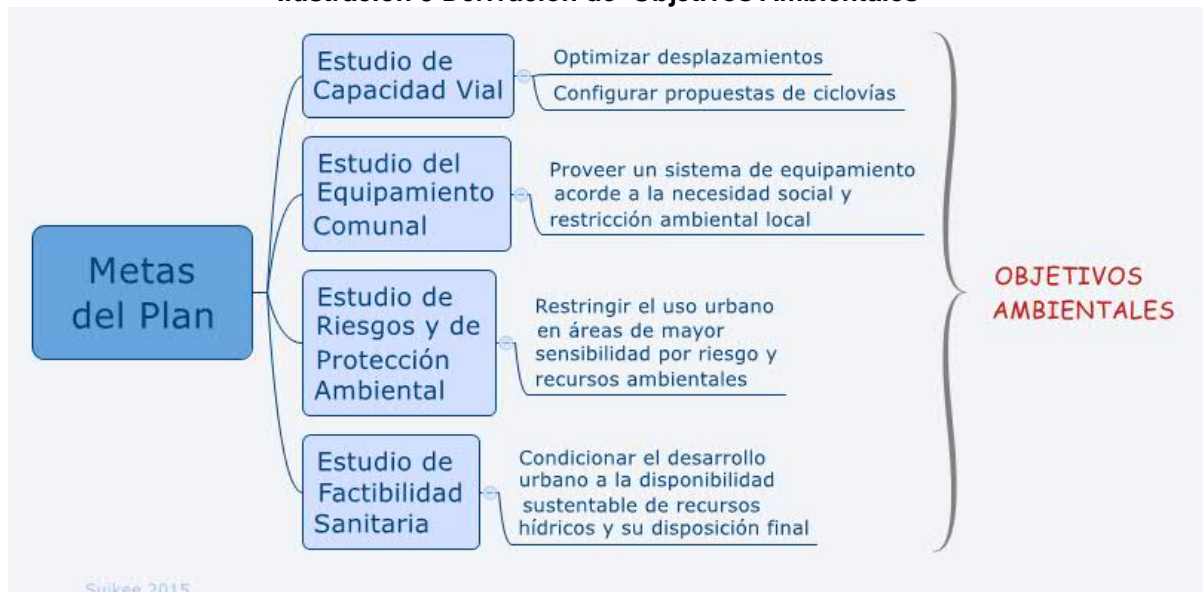 Metas
del Plan
Estudio de
Capacidad Vial
Optimizar desplazamientos
Configurar propuestas de ciclovías
Estudio del
Equipamiento
Comunal
Proveer un sistema de equipamiento
acorde a la necesidad social y
restricción ambiental local
Estudio de
Riesgos y de
Protección
Ambiental
Restringir el uso urbano
en áreas de mayor
sensibilidad por riesgo y
recursos ambientales
Estudio de
Factibilidad
Sanitaria
Condicionar el desarrollo
urbano a la disponibilidad
sustentable de recursos
hídricos y su disposición final
OBJETIVOS
AMBIENTALES
2015